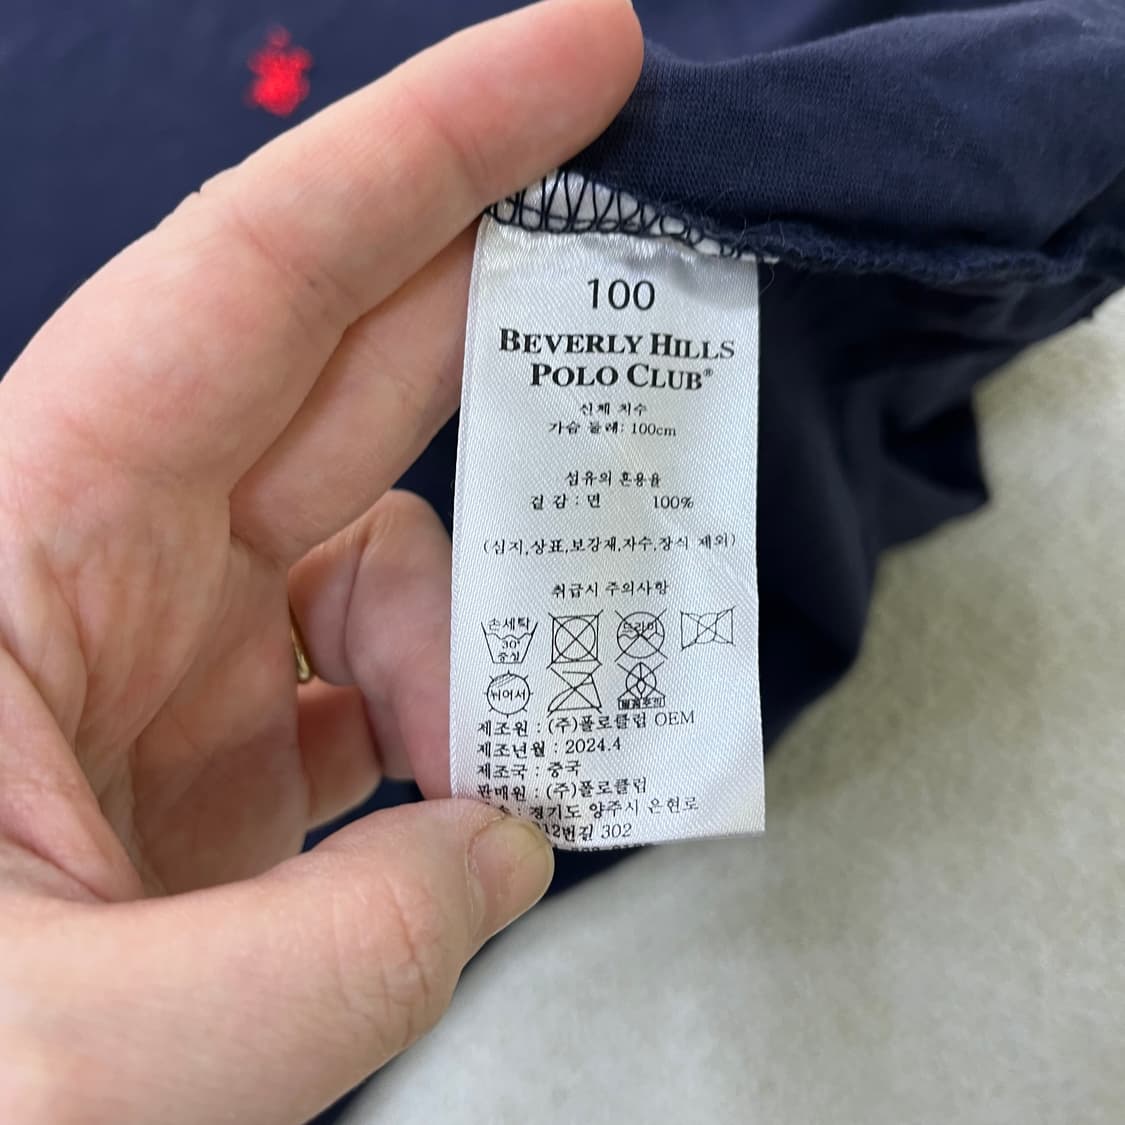 100
BEVERLY HILLS
POLO CLUB®
신체 치수
가슴 둘레: 100cm
섬유의 혼용율
겉 감 : 면 100%
(심지,상표,보강재,자수,장식 제외)
취급시 주의사항
손세탁
30°
중성
드라이
뉘어서
제조원 : (주)폴로클럽 OEM
제조년월 : 2024.4
제조국 : 중국
판매원 : (주)폴로클럽
: 경기도 양주시 은현로
302